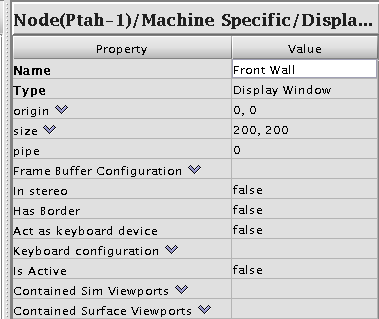 Node(Ptah-1)/Machine Specific/Displa...
Property Value
Name Front Wall
Type Display Window
origin 0, 0
size 200, 200
pipe 0
Frame Buffer Configuration
In stereo false
Has Border false
Act as keyboard device false
Keyboard configuration
Is Active false
Contained Sim Viewports
Contained Surface Viewports